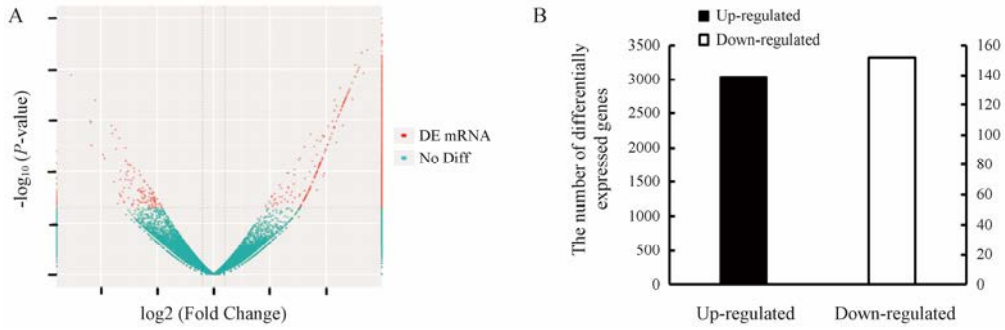 A
-log₁₀ (P-value)
log2 (Fold Change)
DE mRNA
No Diff
B
Up-regulated
Down-regulated
The number of differentially
expressed genes
3500
3000
2500
2000
1500
1000
500
0
160
140
120
100
80
60
40
20
0
Up-regulated Down-regulated